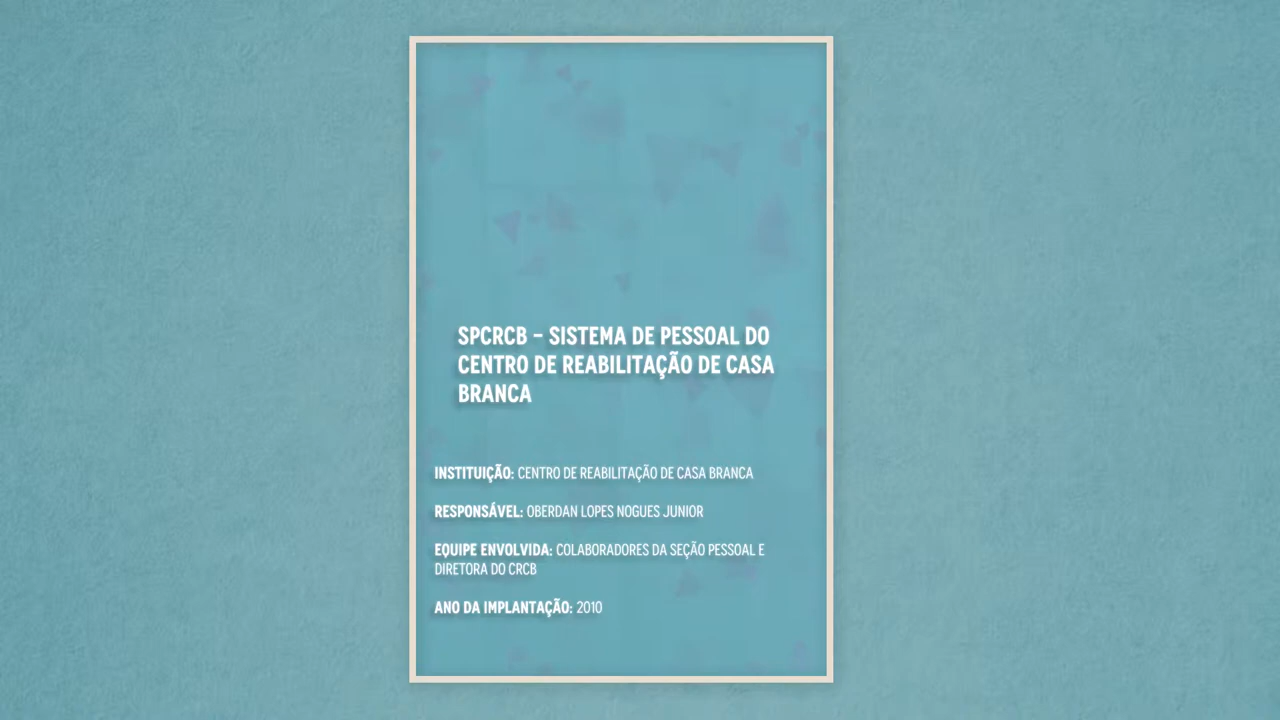 SPCRCB – SISTEMA DE PESSOAL DO
CENTRO DE REABILITAÇÃO DE CASA
BRANCA
INSTITUIÇÃO: CENTRO DE REABILITAÇÃO DE CASA BRANCA
RESPONSÁVEL: OBERDAN LOPES NOGUES JUNIOR
EQUIPE ENVOLVIDA: COLABORADORES DA SEÇÃO PESSOAL E
DIRETORA DO CRCB
ANO DA IMPLANTAÇÃO: 2010